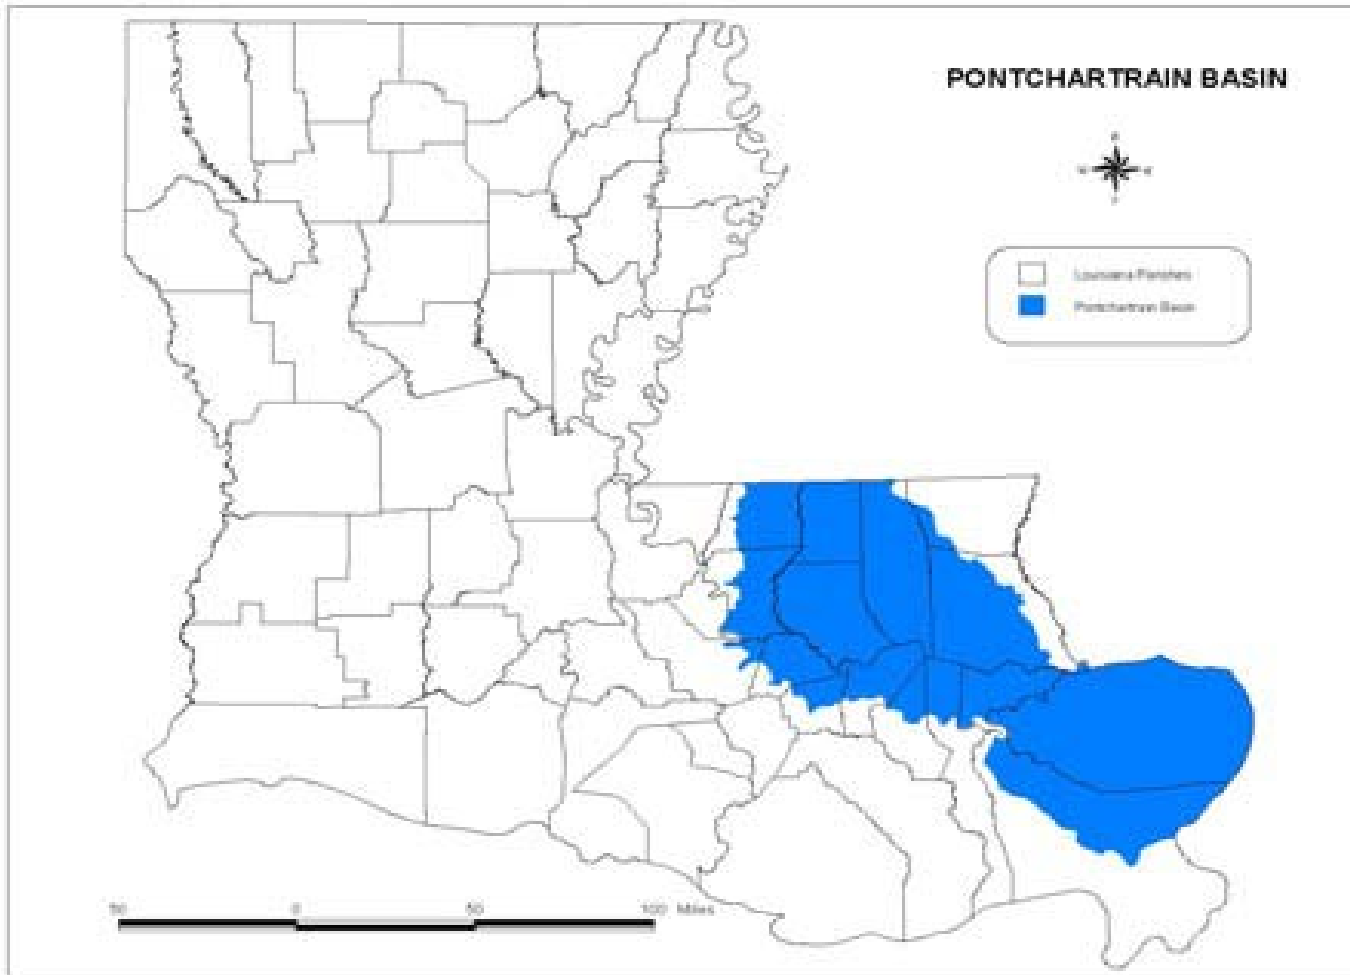 PONTCHARTRAIN BASIN
N
W E
S
Louisiana Parishes
Pontchartrain Basin
50 0 50 100 Miles